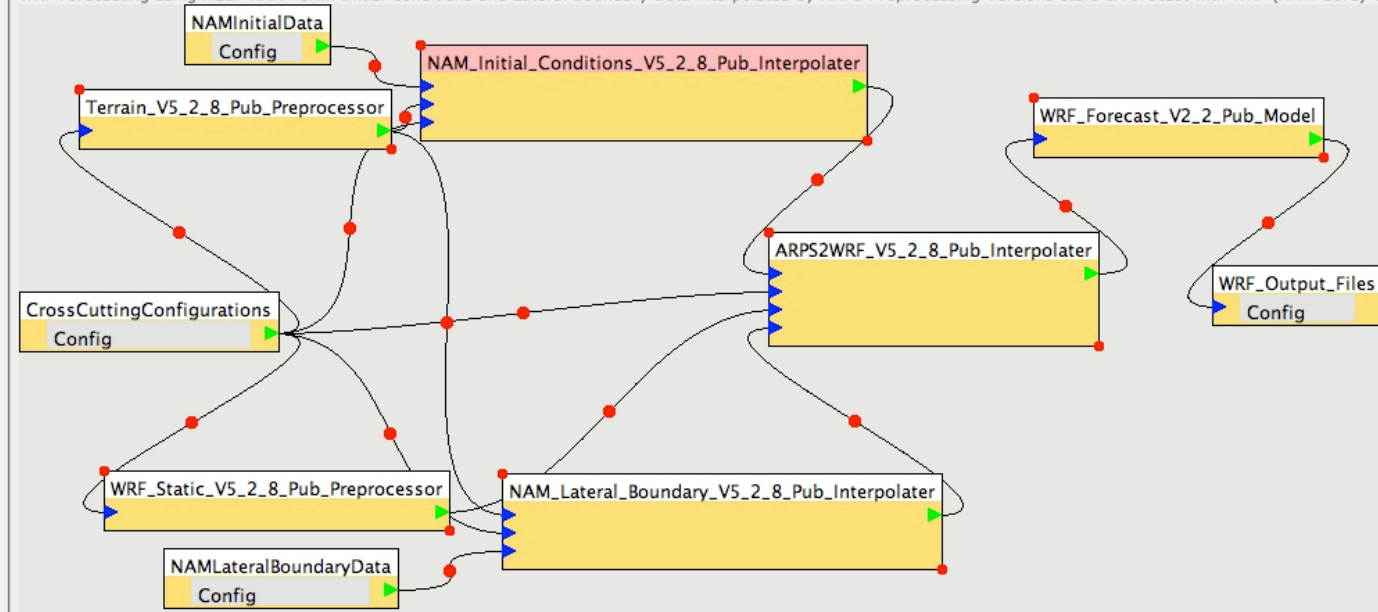 NAMInitialData
Config
NAM_Initial_Conditions_V5_2_8_Pub_Interpolater
Terrain_V5_2_8_Pub_Preprocessor
WRF_Forecast_V2_2_Pub_Model
ARPS2WRF_V5_2_8_Pub_Interpolater
WRF_Output_Files
Config
CrossCuttingConfigurations
Config
WRF_Static_V5_2_8_Pub_Preprocessor
NAM_Lateral_Boundary_V5_2_8_Pub_Interpolater
NAMLateralBoundaryData
Config